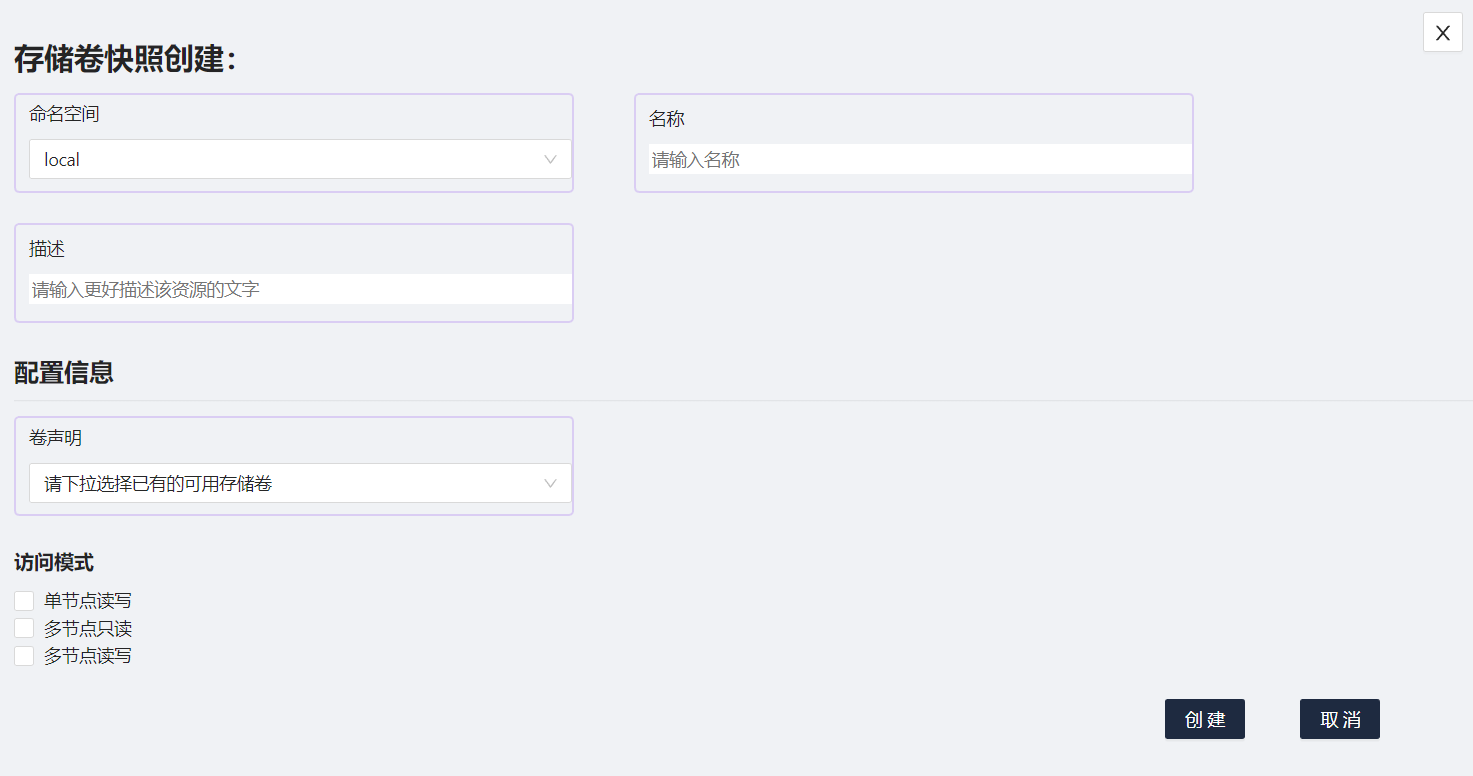 X
存储卷快照创建:
命名空间
local
名称
请输入名称
描述
请输入更好描述该资源的文字
配置信息
卷声明
请下拉选择已有的可用存储卷
访问模式
单节点读写
多节点只读
多节点读写
创建
取消